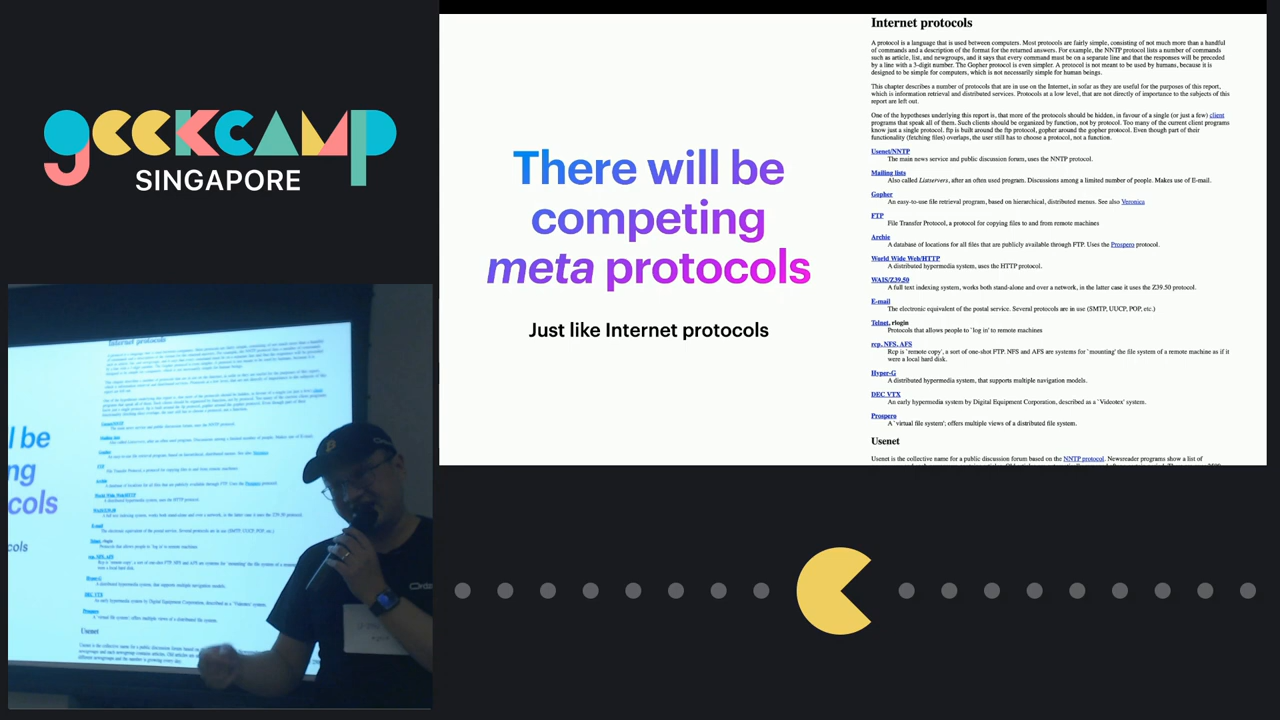 geekcamp
SINGAPORE
There will be
competing
meta protocols
Just like Internet protocols
Internet protocols
A protocol is a language that is used between computers. Most protocols are fairly simple, consisting of not much more than a handful
of commands and a description of the format for the returned answers. For example, the NNTP protocol lists a number of commands
such as article, list, and newgroups, and it says that every command must be on a separate line and that the responses will be preceded
by a line with a 3-digit number. The Gopher protocol is even simpler. A protocol is not meant to be used by humans, because it is
designed to be simple for computers, which is not necessarily simple for human beings.
This chapter describes a number of protocols that are in use on the Internet, in sofar as they are useful for the purposes of this report,
which is information retrieval and distributed services. Protocols at a low level, that are not directly of importance to the subjects of this
report are left out.
One of the hypotheses underlying this report is, that more of the protocols should be hidden, in favour of a single (or just a few) client
programs that speak all of them. Such clients should be organized by function, not by protocol. Too many of the current client programs
know just a single protocol. ftp is built around the ftp protocol, gopher around the gopher protocol. Even though part of their
functionality (fetching files) overlaps, the user still has to choose a protocol, not a function.
Usenet/NNTP
The main news service and public discussion forum, uses the NNTP protocol.
Mailing lists
Also called Listservers, after an often used program. Discussions among a limited number of people. Makes use of E-mail.
Gopher
An easy-to-use file retrieval program, based on hierarchical, distributed menus. See also Veronica
FTP
File Transfer Protocol, a protocol for copying files to and from remote machines
Archie
A database of locations for all files that are publicly available through FTP. Uses the Prospero protocol.
World Wide Web/HTTP
A distributed hypermedia system, uses the HTTP protocol.
WAIS/Z39.50
A full text indexing system, works both stand-alone and over a network, in the latter case it uses the Z39.50 protocol.
E-mail
The electronic equivalent of the postal service. Several protocols are in use (SMTP, UUCP, POP, etc.)
Telnet, rlogin
Protocols that allows people to `log in' to remote machines
rcp, NFS, AFS
Rcp is `remote copy', a sort of one-shot FTP. NFS and AFS are systems for `mounting' the file system of a remote machine as if it
were a local hard disk.
Hyper-G
A distributed hypermedia system, that supports multiple navigation models.
DEC VTX
An early hypermedia system by Digital Equipment Corporation, described as a `Videotex' system.
Prospero
A `virtual file system'; offers multiple views of a distributed file system.
Usenet
Usenet is the collective name for a public discussion forum based on the NNTP protocol. Newsreader programs show a list of